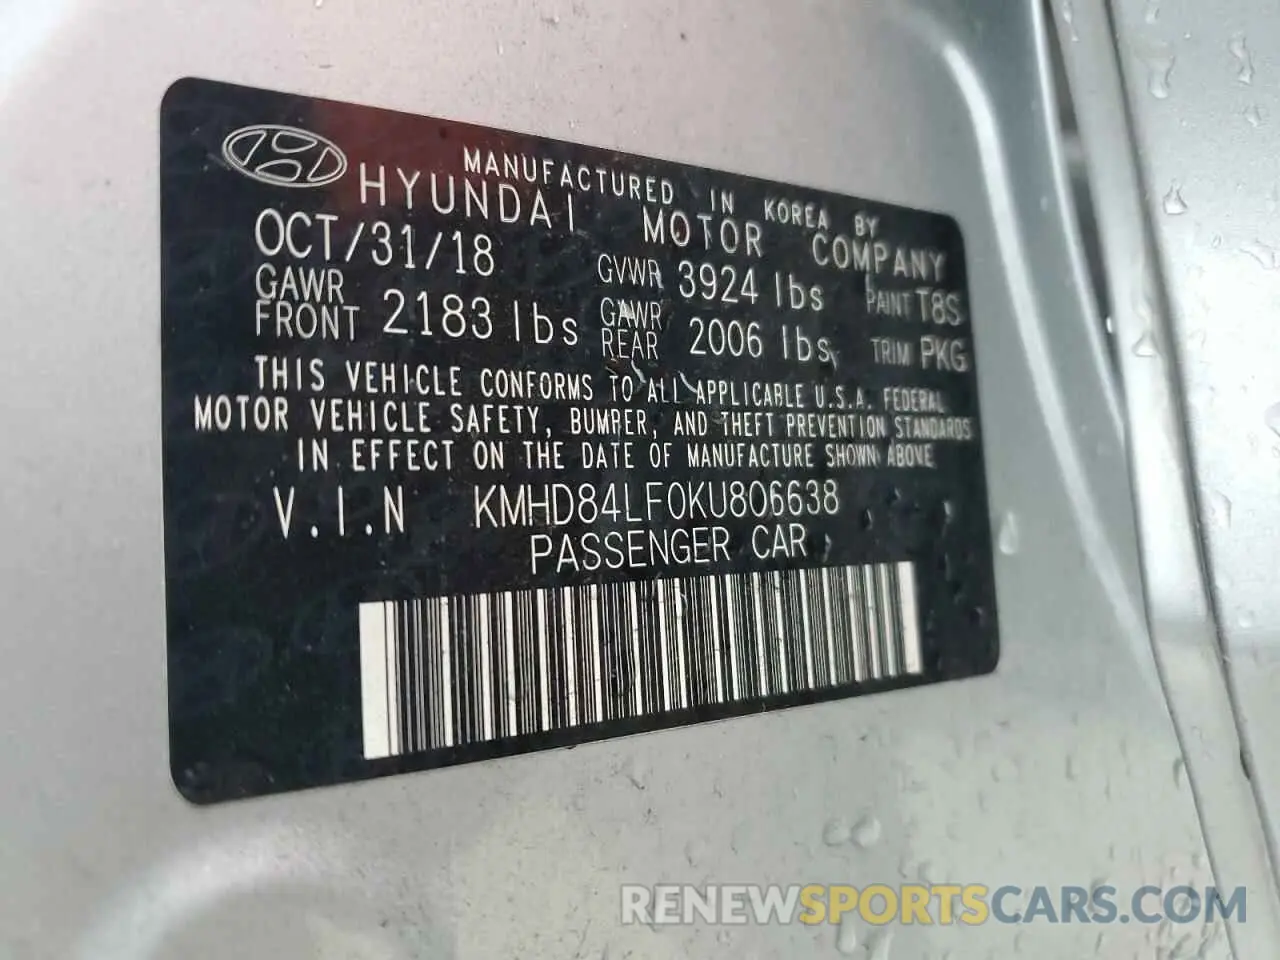 MANUFACTURED IN KOREA BY
HYUNDAI MOTOR COMPANY
OCT/31/18 GVWR 3924 lbs PAINT T8S
GAWR FRONT 2183 lbs GAWR REAR 2006 lbs TRIM PKG
THIS VEHICLE CONFORMS TO ALL APPLICABLE U.S.A. FEDERAL
MOTOR VEHICLE SAFETY, BUMPER, AND THEFT PREVENTION STANDARDS
IN EFFECT ON THE DATE OF MANUFACTURE SHOWN ABOVE
V.I.N KMHD84LF0KU806638
PASSENGER CAR
RENEWSPORTSCARS.COM